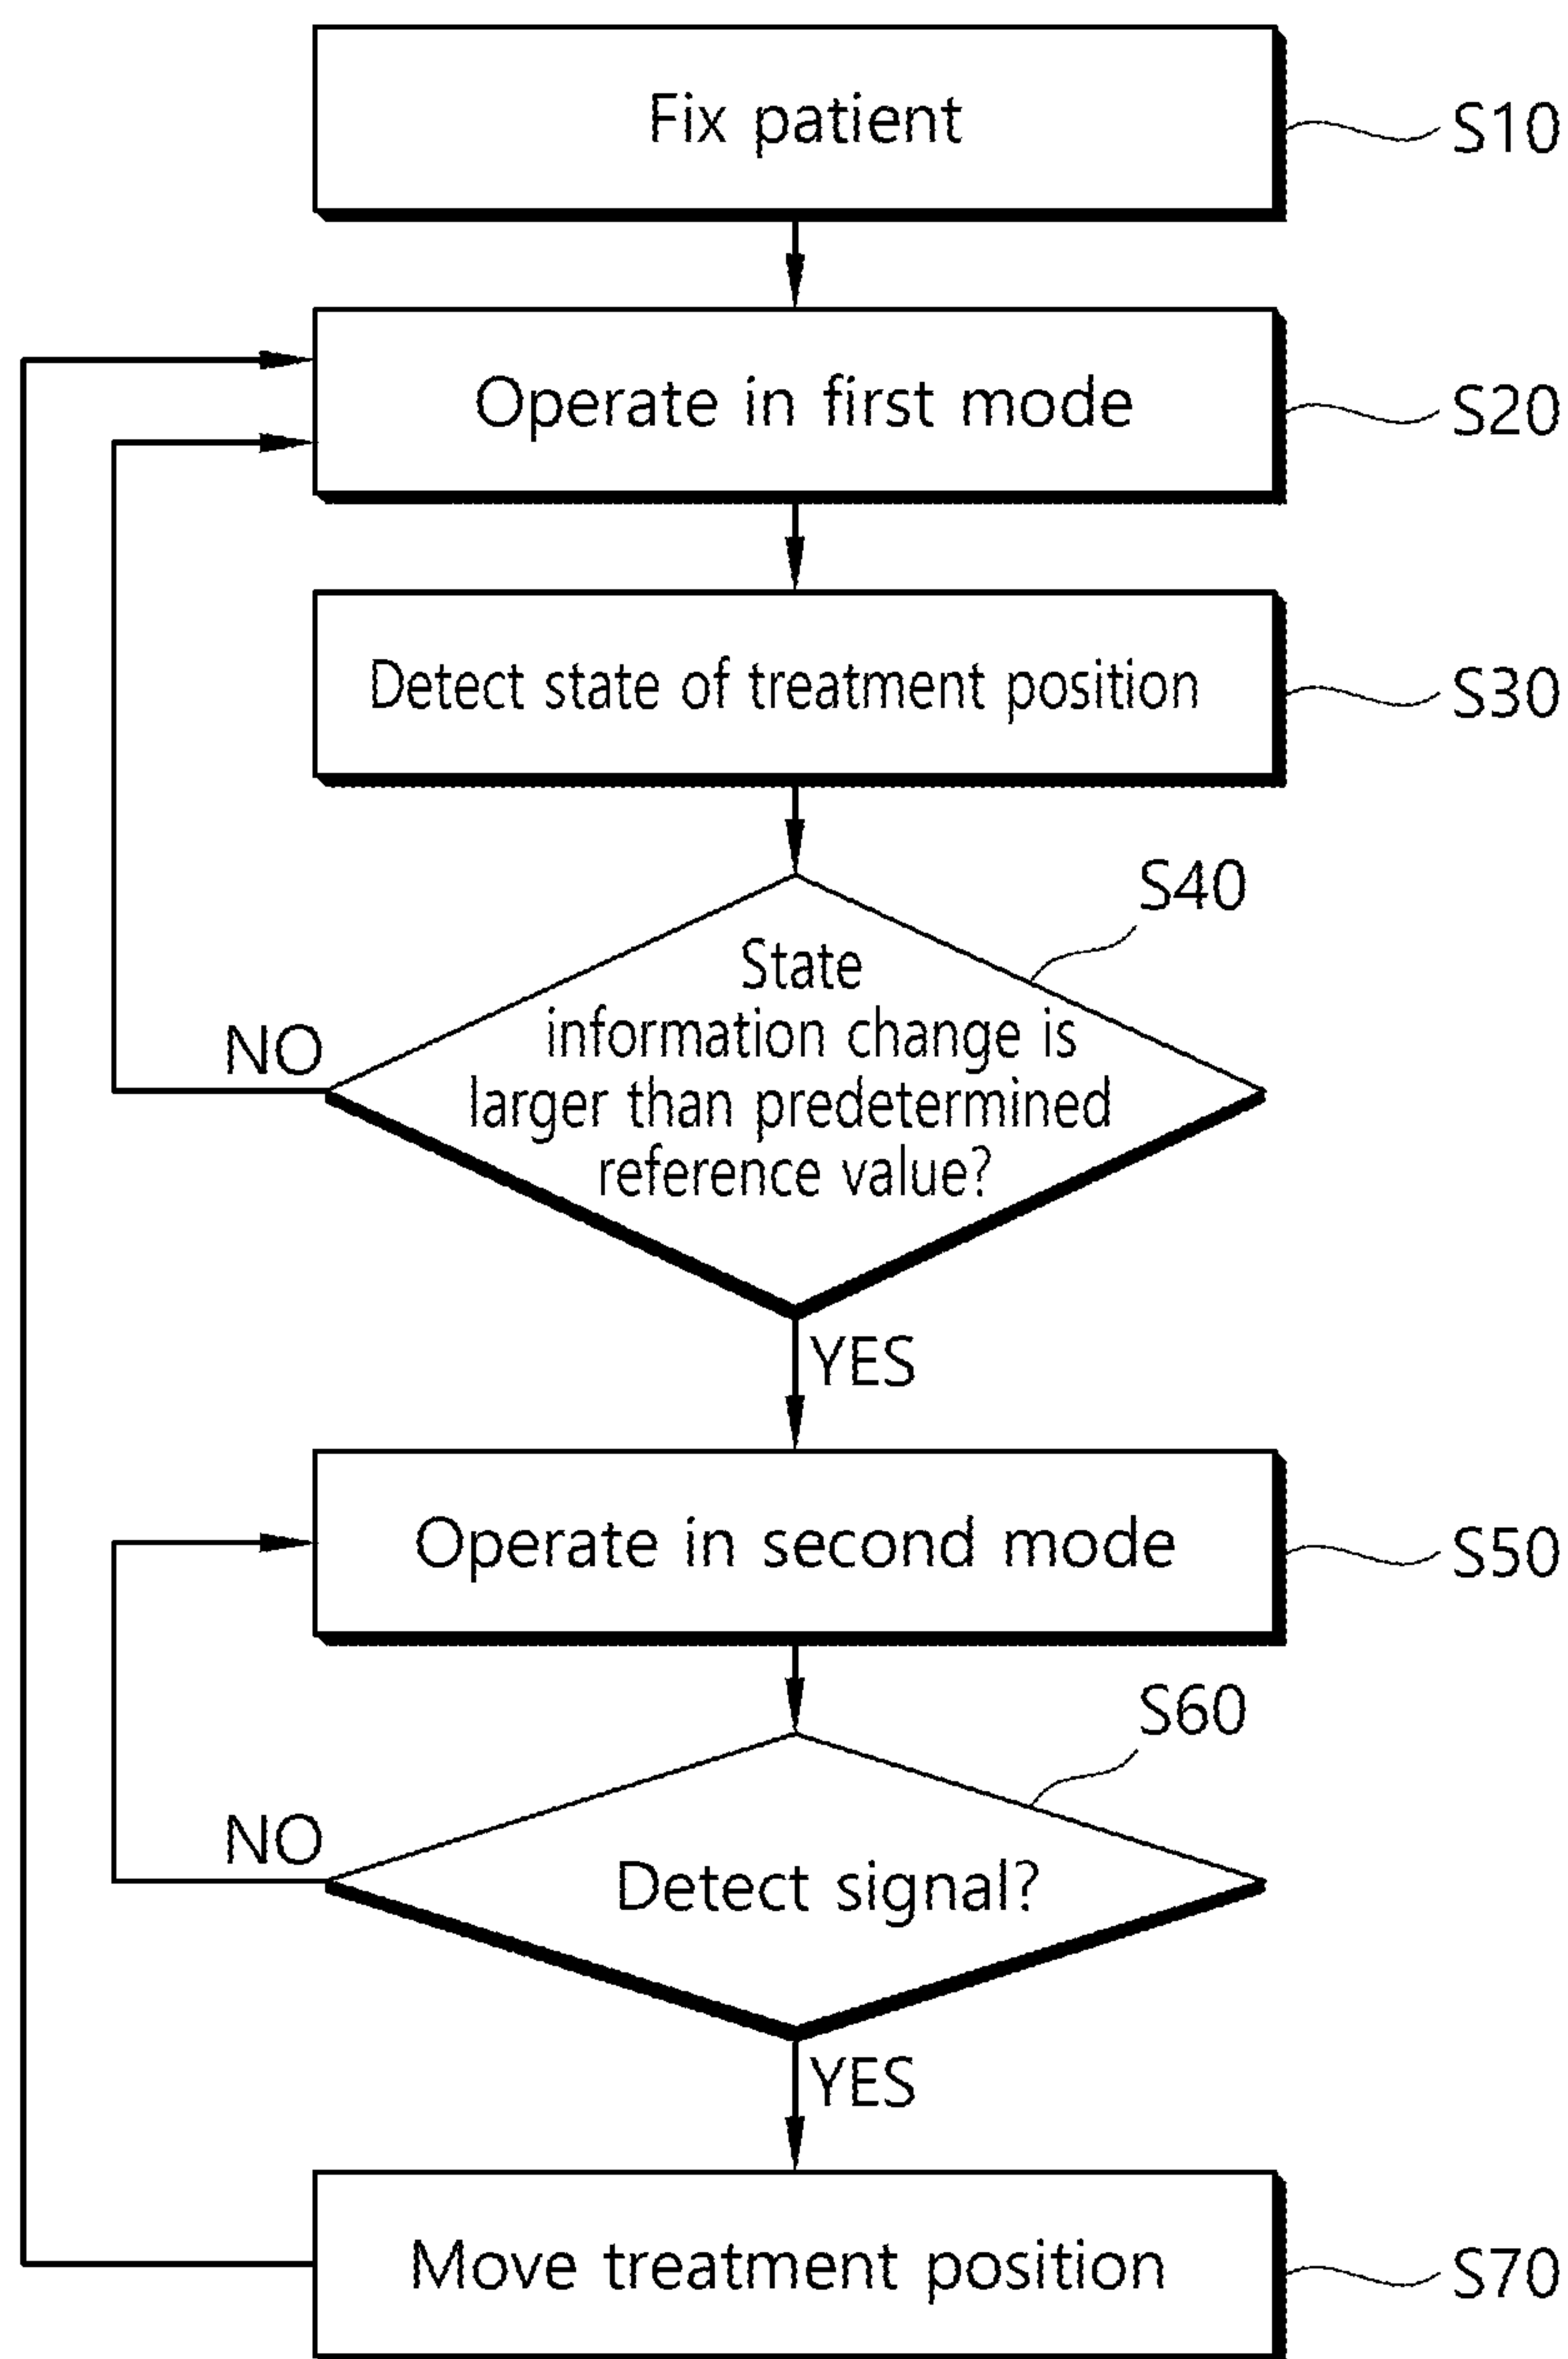 Fix patient
S10
Operate in first mode
S20
Detect state of treatment position
S30
S40
State
information change is
larger than predetermined
reference value?
NO
YES
Operate in second mode
S50
S60
NO
Detect signal?
YES
Move treatment position
S70